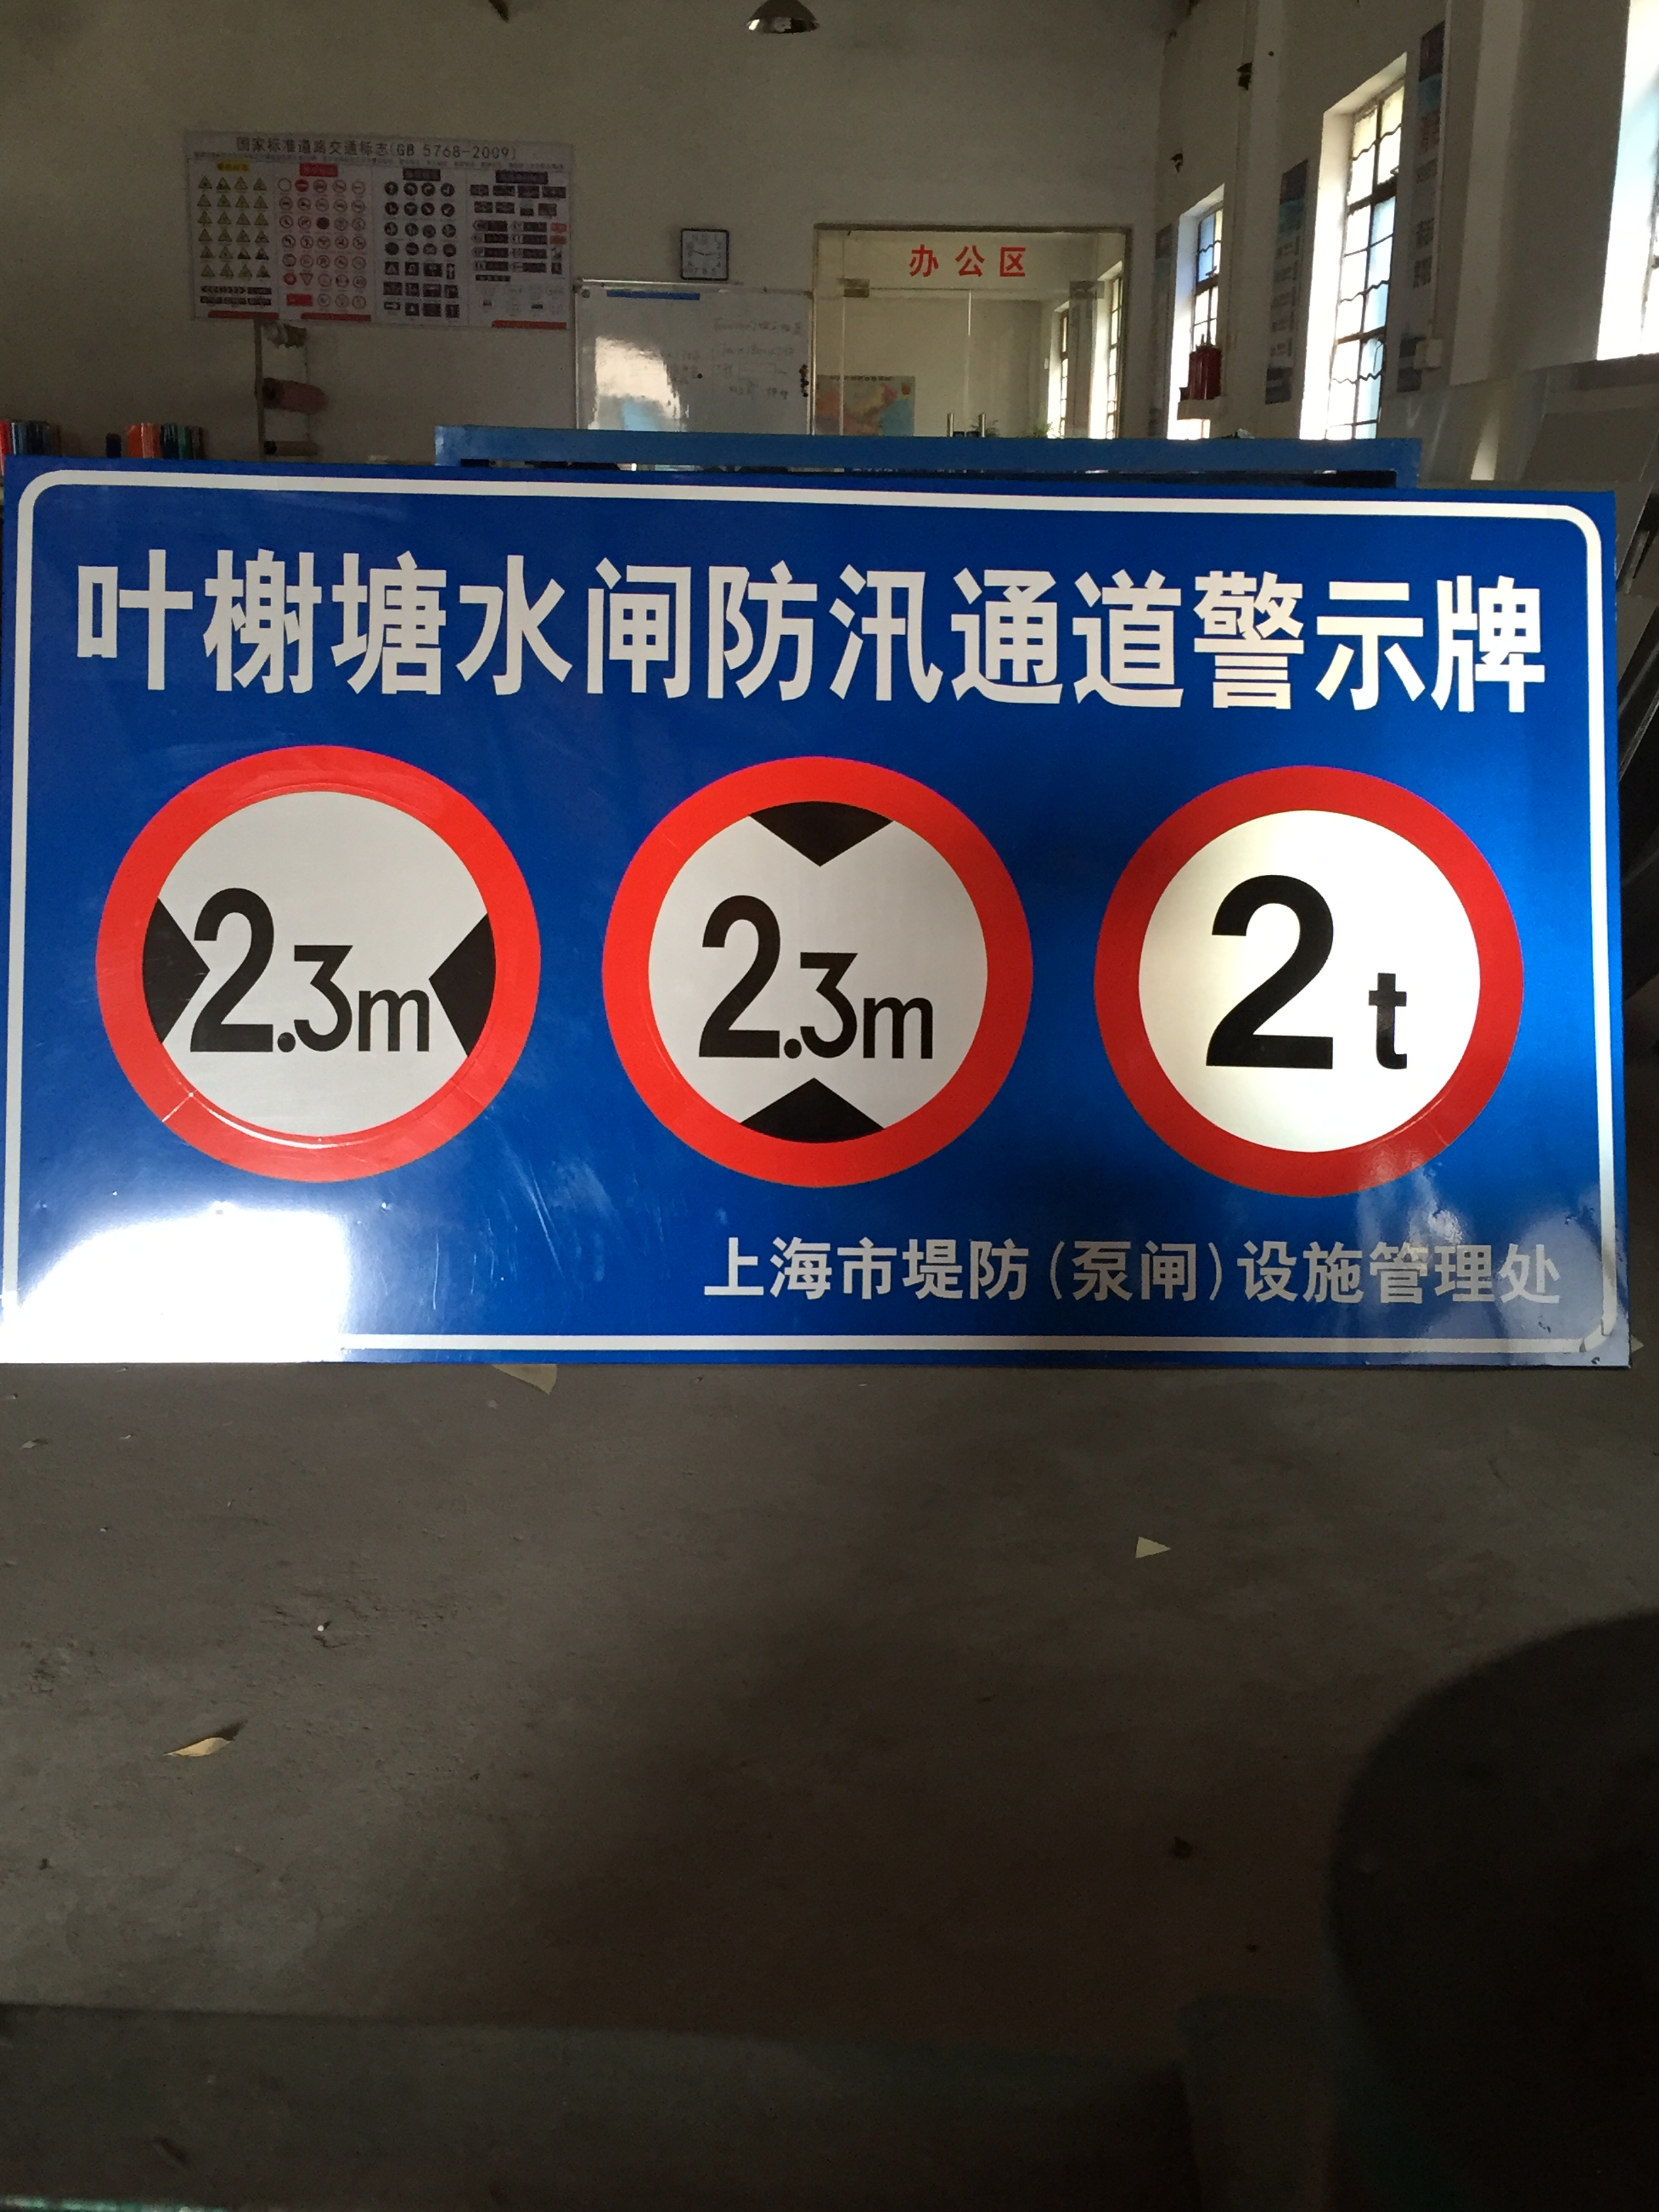 国家标准道路交通标志(GB 5768-2009)
办公区
叶榭塘水闸防汛通道警示牌
2.3m
2.3m
2t
上海市堤防(泵闸)设施管理处